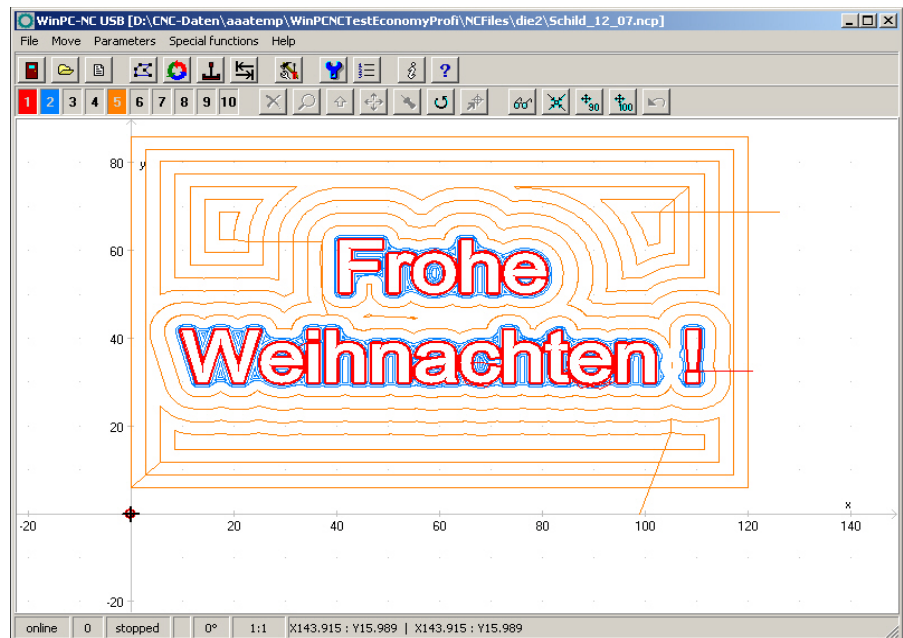 WinPC-NC USB [D:\CNC-Daten\aaatemp\WinPCNCTestEconomyProfi\NCFiles\die2\Schild_12_07.ncp]
File Move Parameters Special functions Help
1 2 3 4 5 6 7 8 9 10 90 100
80 y
60
Frohe
40
Weihnachten !
20
x
-20 20 40 60 80 100 120 140
-20
online 0 stopped 0° 1:1 X143.915 : Y15.989 | X143.915 : Y15.989